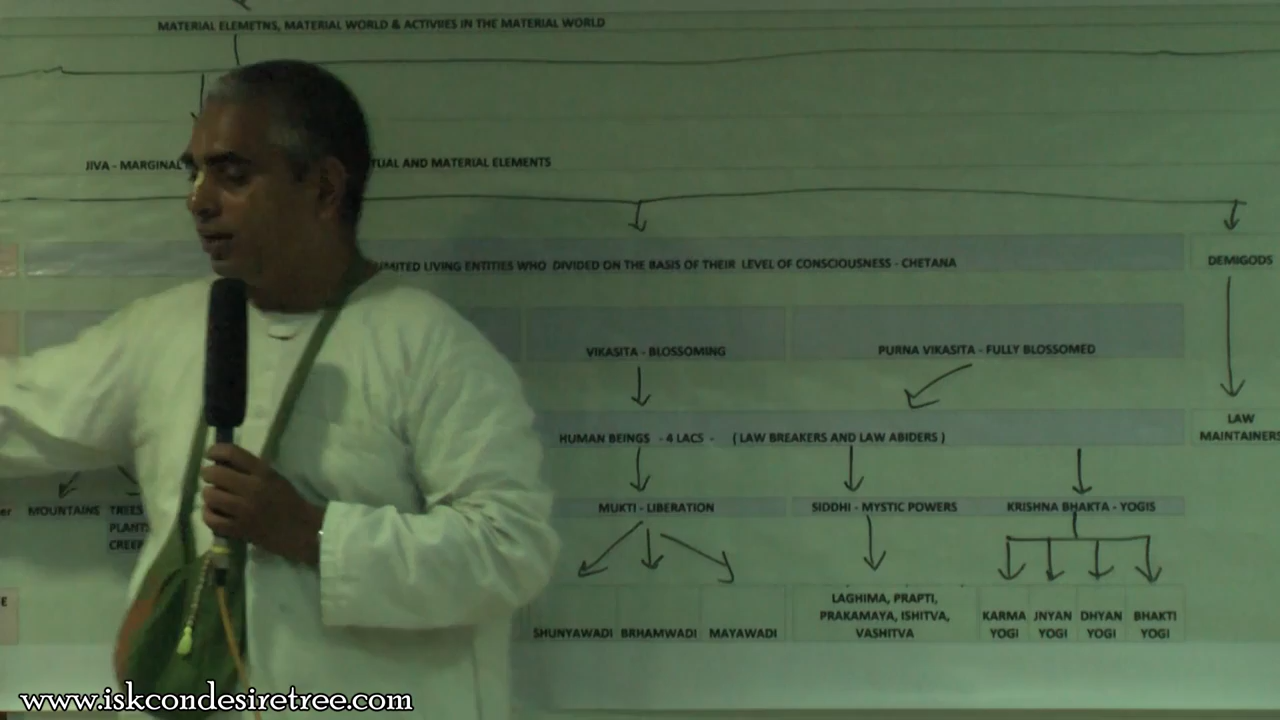 MATERIAL ELEMETNS, MATERIAL WORLD & ACTIVIIES IN THE MATERIAL WORLD
JIVA - MARGINAL TUAL AND MATERIAL ELEMENTS
IMITED LIVING ENTITIES WHO DIVIDED ON THE BASIS OF THEIR LEVEL OF CONSCIOUSNESS - CHETANA
DEMIGODS
VIKASITA - BLOSSOMING
PURNA VIKASITA - FULLY BLOSSOMED
HUMAN BEINGS - 4 LACS - ( LAW BREAKERS AND LAW ABIDERS )
LAW
MAINTAINERS
er
MOUNTAINS
TREES
PLANT
CREE
MUKTI - LIBERATION
SIDDHI - MYSTIC POWERS
KRISHNA BHAKTA - YOGIS
E
SHUNYAWADI
BRHAMWADI
MAYAWADI
LAGHIMA, PRAPTI,
PRAKAMAYA, ISHITVA,
VASHITVA
KARMA
YOGI
JNYAN
YOGI
DHYAN
YOGI
BHAKTI
YOGI
www.iskcondesiretree.com